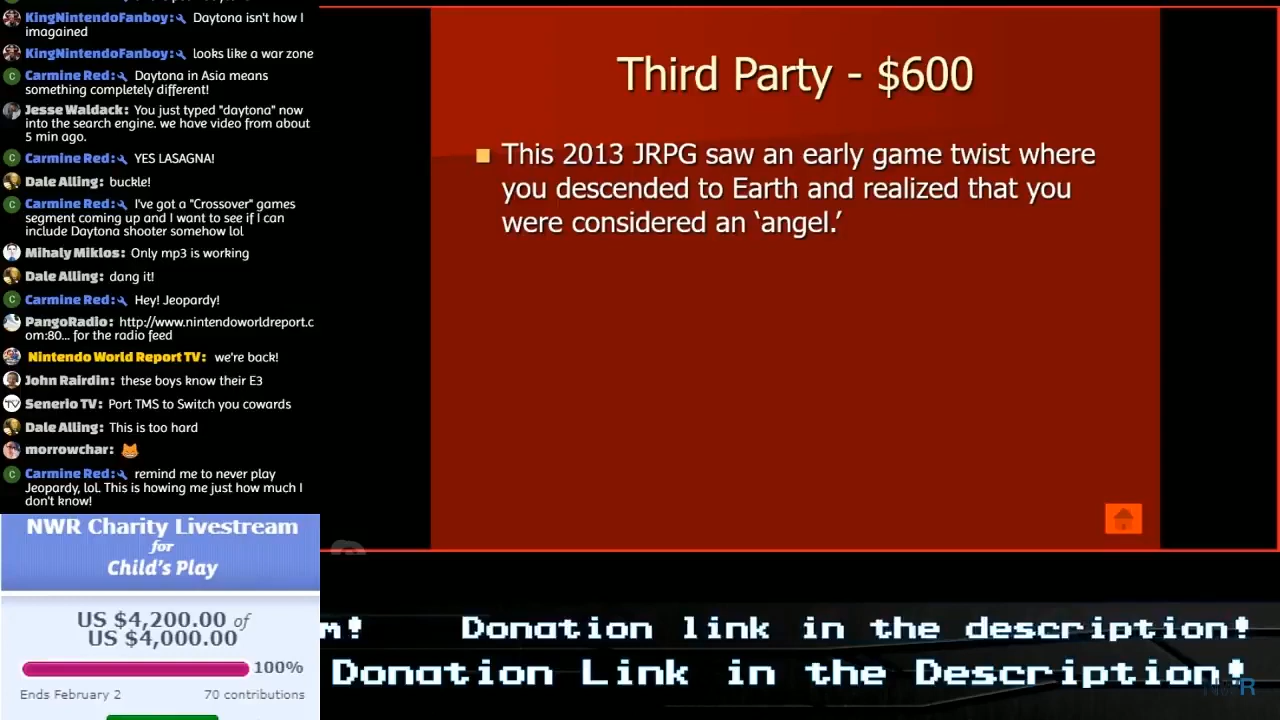 KingNintendoFanboy: Daytona isn't how I
imagained
KingNintendoFanboy: looks like a war zone
Carmine Red: Daytona in Asia means
something completely different!
Jesse Waldack: You just typed "daytona" now
into the search engine. we have video from about
5 min ago.
Carmine Red: YES LASAGNA!
Dale Alling: buckle!
Carmine Red: I've got a "Crossover" games
segment coming up and I want to see if I can
include Daytona shooter somehow lol
Mihaly Miklos: Only mp3 is working
Dale Alling: dang it!
Carmine Red: Hey! Jeopardy!
PangoRadio: http://www.nintendoworldreport.c
om:80... for the radio feed
Nintendo World Report TV: we're back!
John Rairdin: these boys know their E3
Senerio TV: Port TMS to Switch you cowards
Dale Alling: This is too hard
morrowchar:
Carmine Red: remind me to never play
Jeopardy, lol. This is howing me just how much I
don't know!
NWR Charity Livestream
for
Child's Play
US $4,200.00 of
US $4,000.00
100%
Ends February 2 70 contributions
Third Party - $600
This 2013 JRPG saw an early game twist where
you descended to Earth and realized that you
were considered an ‘angel.’
m! Donation link in the description!
Donation Link in the Description!
NWR